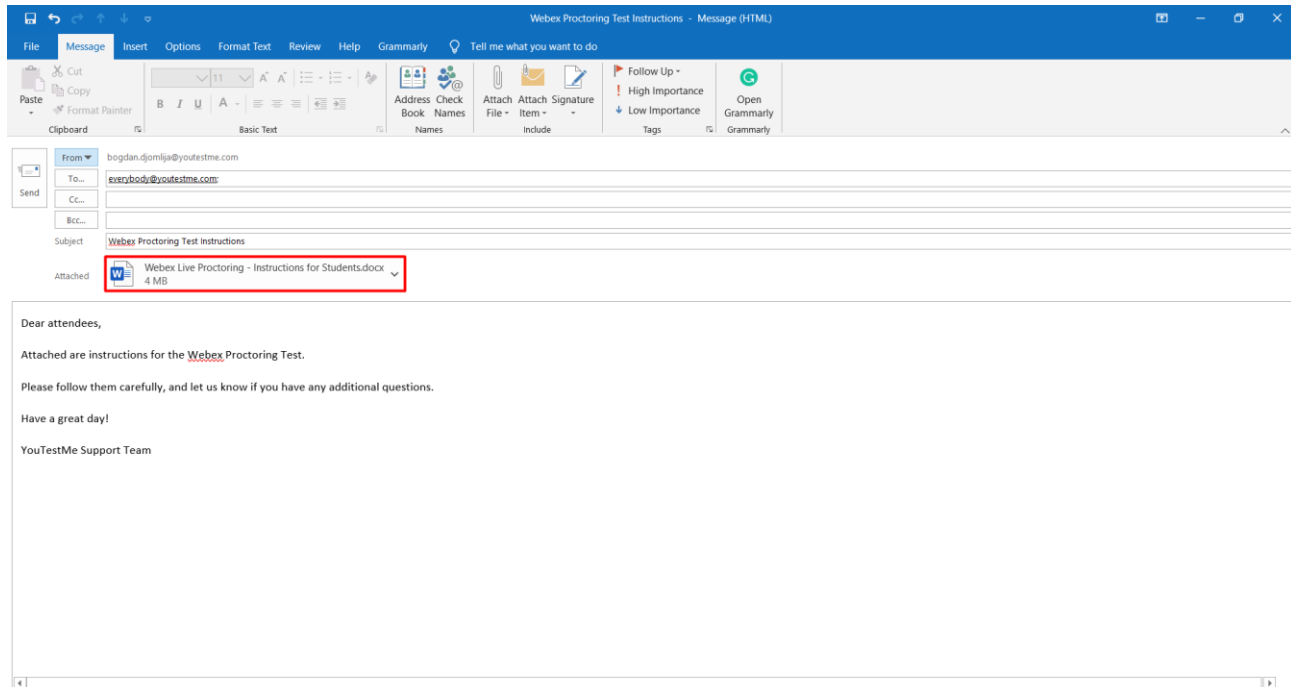 Webex Proctoring Test Instructions - Message (HTML)
File Message Insert Options Format Text Review Help Grammarly Tell me what you want to do
Paste
Cut
Copy
Format Painter
Clipboard
11 A A
B I U A
Basic Text
Address Book
Check Names
Names
Attach File
Attach Item
Signature
Include
Follow Up
High Importance
Low Importance
Tags
Open Grammarly
Grammarly
Send
From bogdan.djomlija@youtestme.com
To... everybody@youtestme.com;
Cc...
Bcc...
Subject Webex Proctoring Test Instructions
Attached Webex Live Proctoring - Instructions for Students.docx
4 MB
Dear attendees,
Attached are instructions for the Webex Proctoring Test.
Please follow them carefully, and let us know if you have any additional questions.
Have a great day!
YouTestMe Support Team